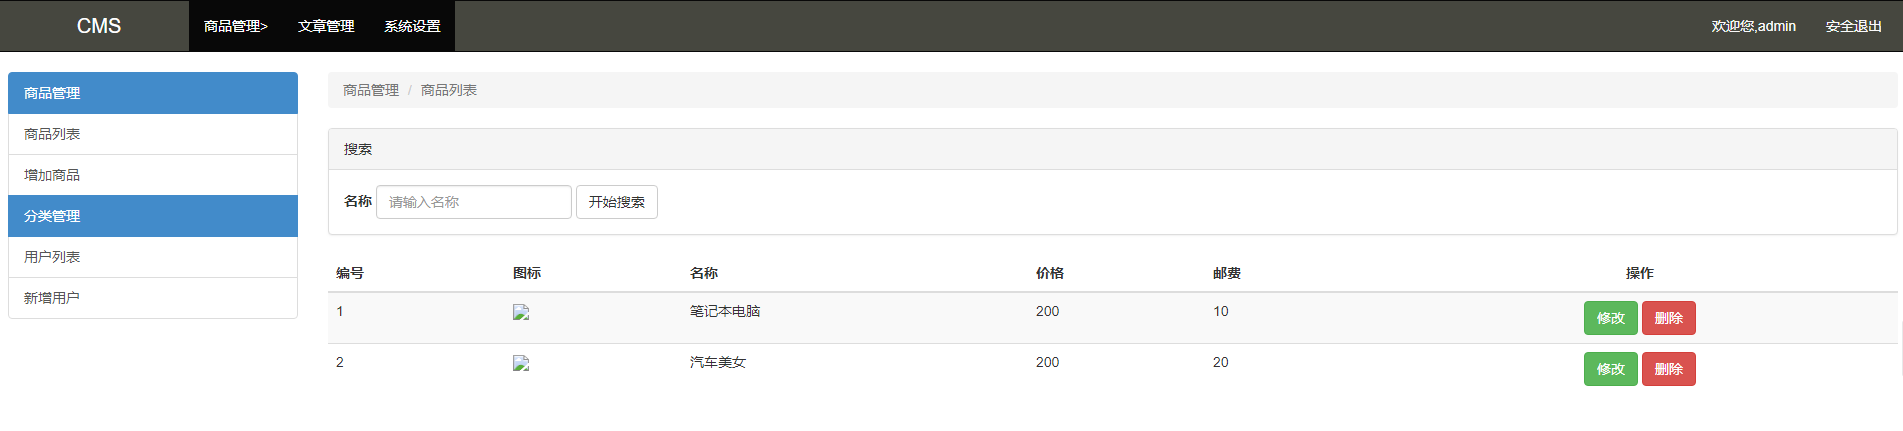 CMS 商品管理> 文章管理 系统设置 欢迎您,admin 安全退出
商品管理
商品列表
增加商品
分类管理
用户列表
新增用户
商品管理 / 商品列表
搜索
名称 请输入名称 开始搜索
编号 图标 名称 价格 邮费 操作
1 笔记本电脑 200 10 修改 删除
2 汽车美女 200 20 修改 删除